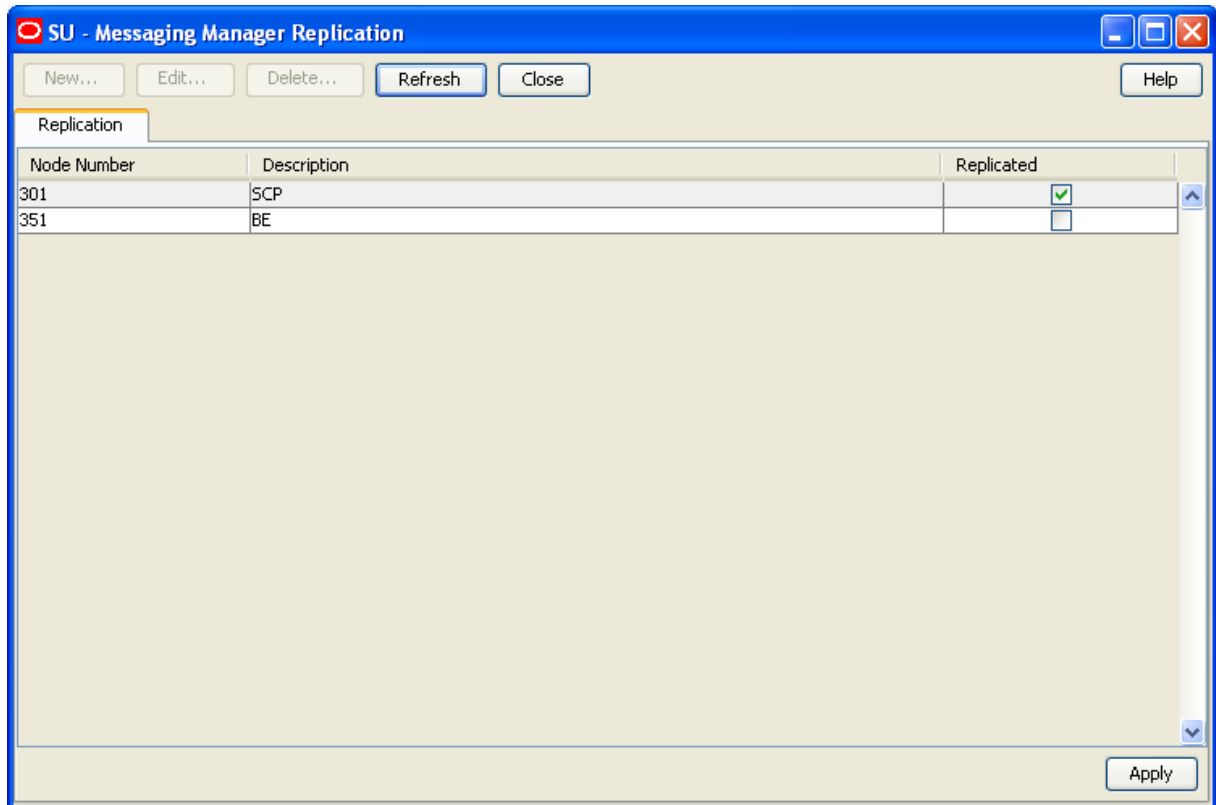 SU - Messaging Manager Replication
New... Edit... Delete... Refresh Close Help
Replication
Node Number Description Replicated
301 SCP
351 BE
Apply